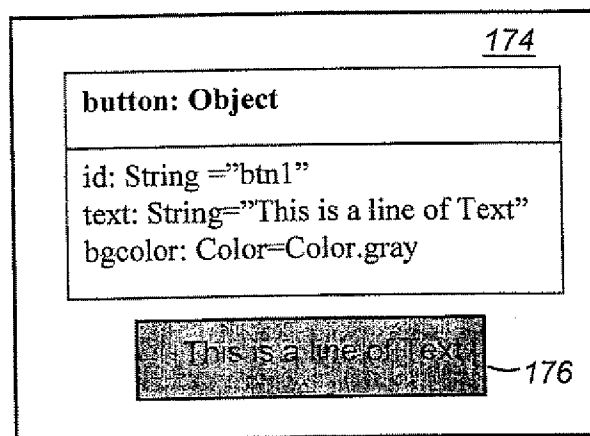 174
button: Object
id: String ="btn1"
text: String="This is a line of Text"
bgcolor: Color=Color.gray
This is a line of Text
176